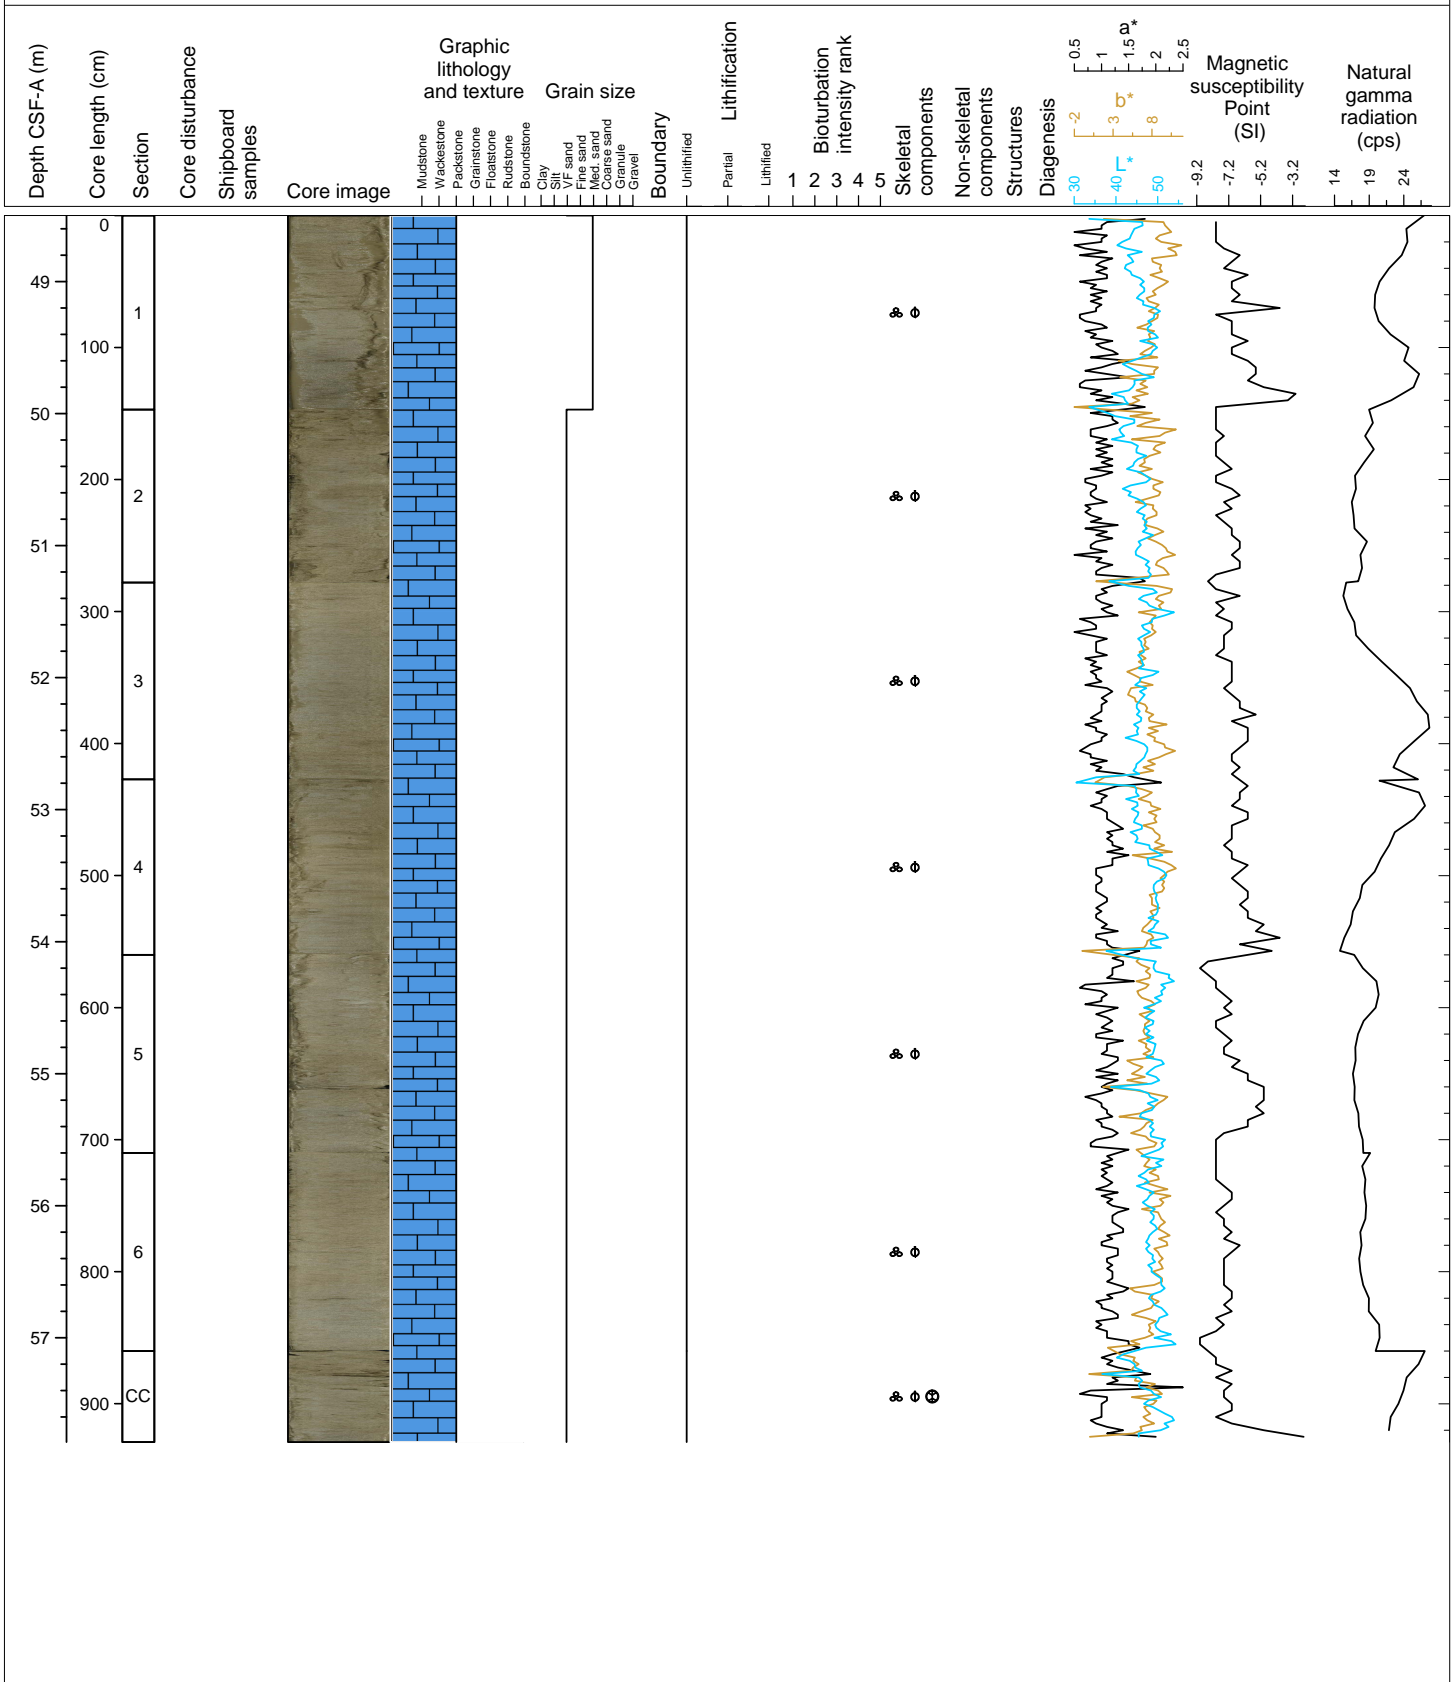 Depth CSF-A (m)
Core length (cm)
Section
Core disturbance
Shipboard
samples
Core image
Graphic
lithology
and texture
Mudstone
Wackestone
Packstone
Grainstone
Floatstone
Rudstone
Boundstone
Grain size
Clay
Silt
VF sand
Fine sand
Med. sand
Coarse sand
Granule
Gravel
Boundary
Lithification
Unlithified
Partial
Lithified
Bioturbation
intensity rank
1 2 3 4 5
Skeletal
components
Non-skeletal
components
Structures
Diagenesis
a*
0.5 1 1.5 2 2.5
b*
-2 3 8
L*
30 40 50
Magnetic
susceptibility
Point
(SI)
-9.2 -7.2 -5.2 -3.2
Natural
gamma
radiation
(cps)
14 19 24
0
49
1
100
50
200
2
51
300
52
3
400
53
4
500
54
600
5
55
700
56
6
800
57
CC
900